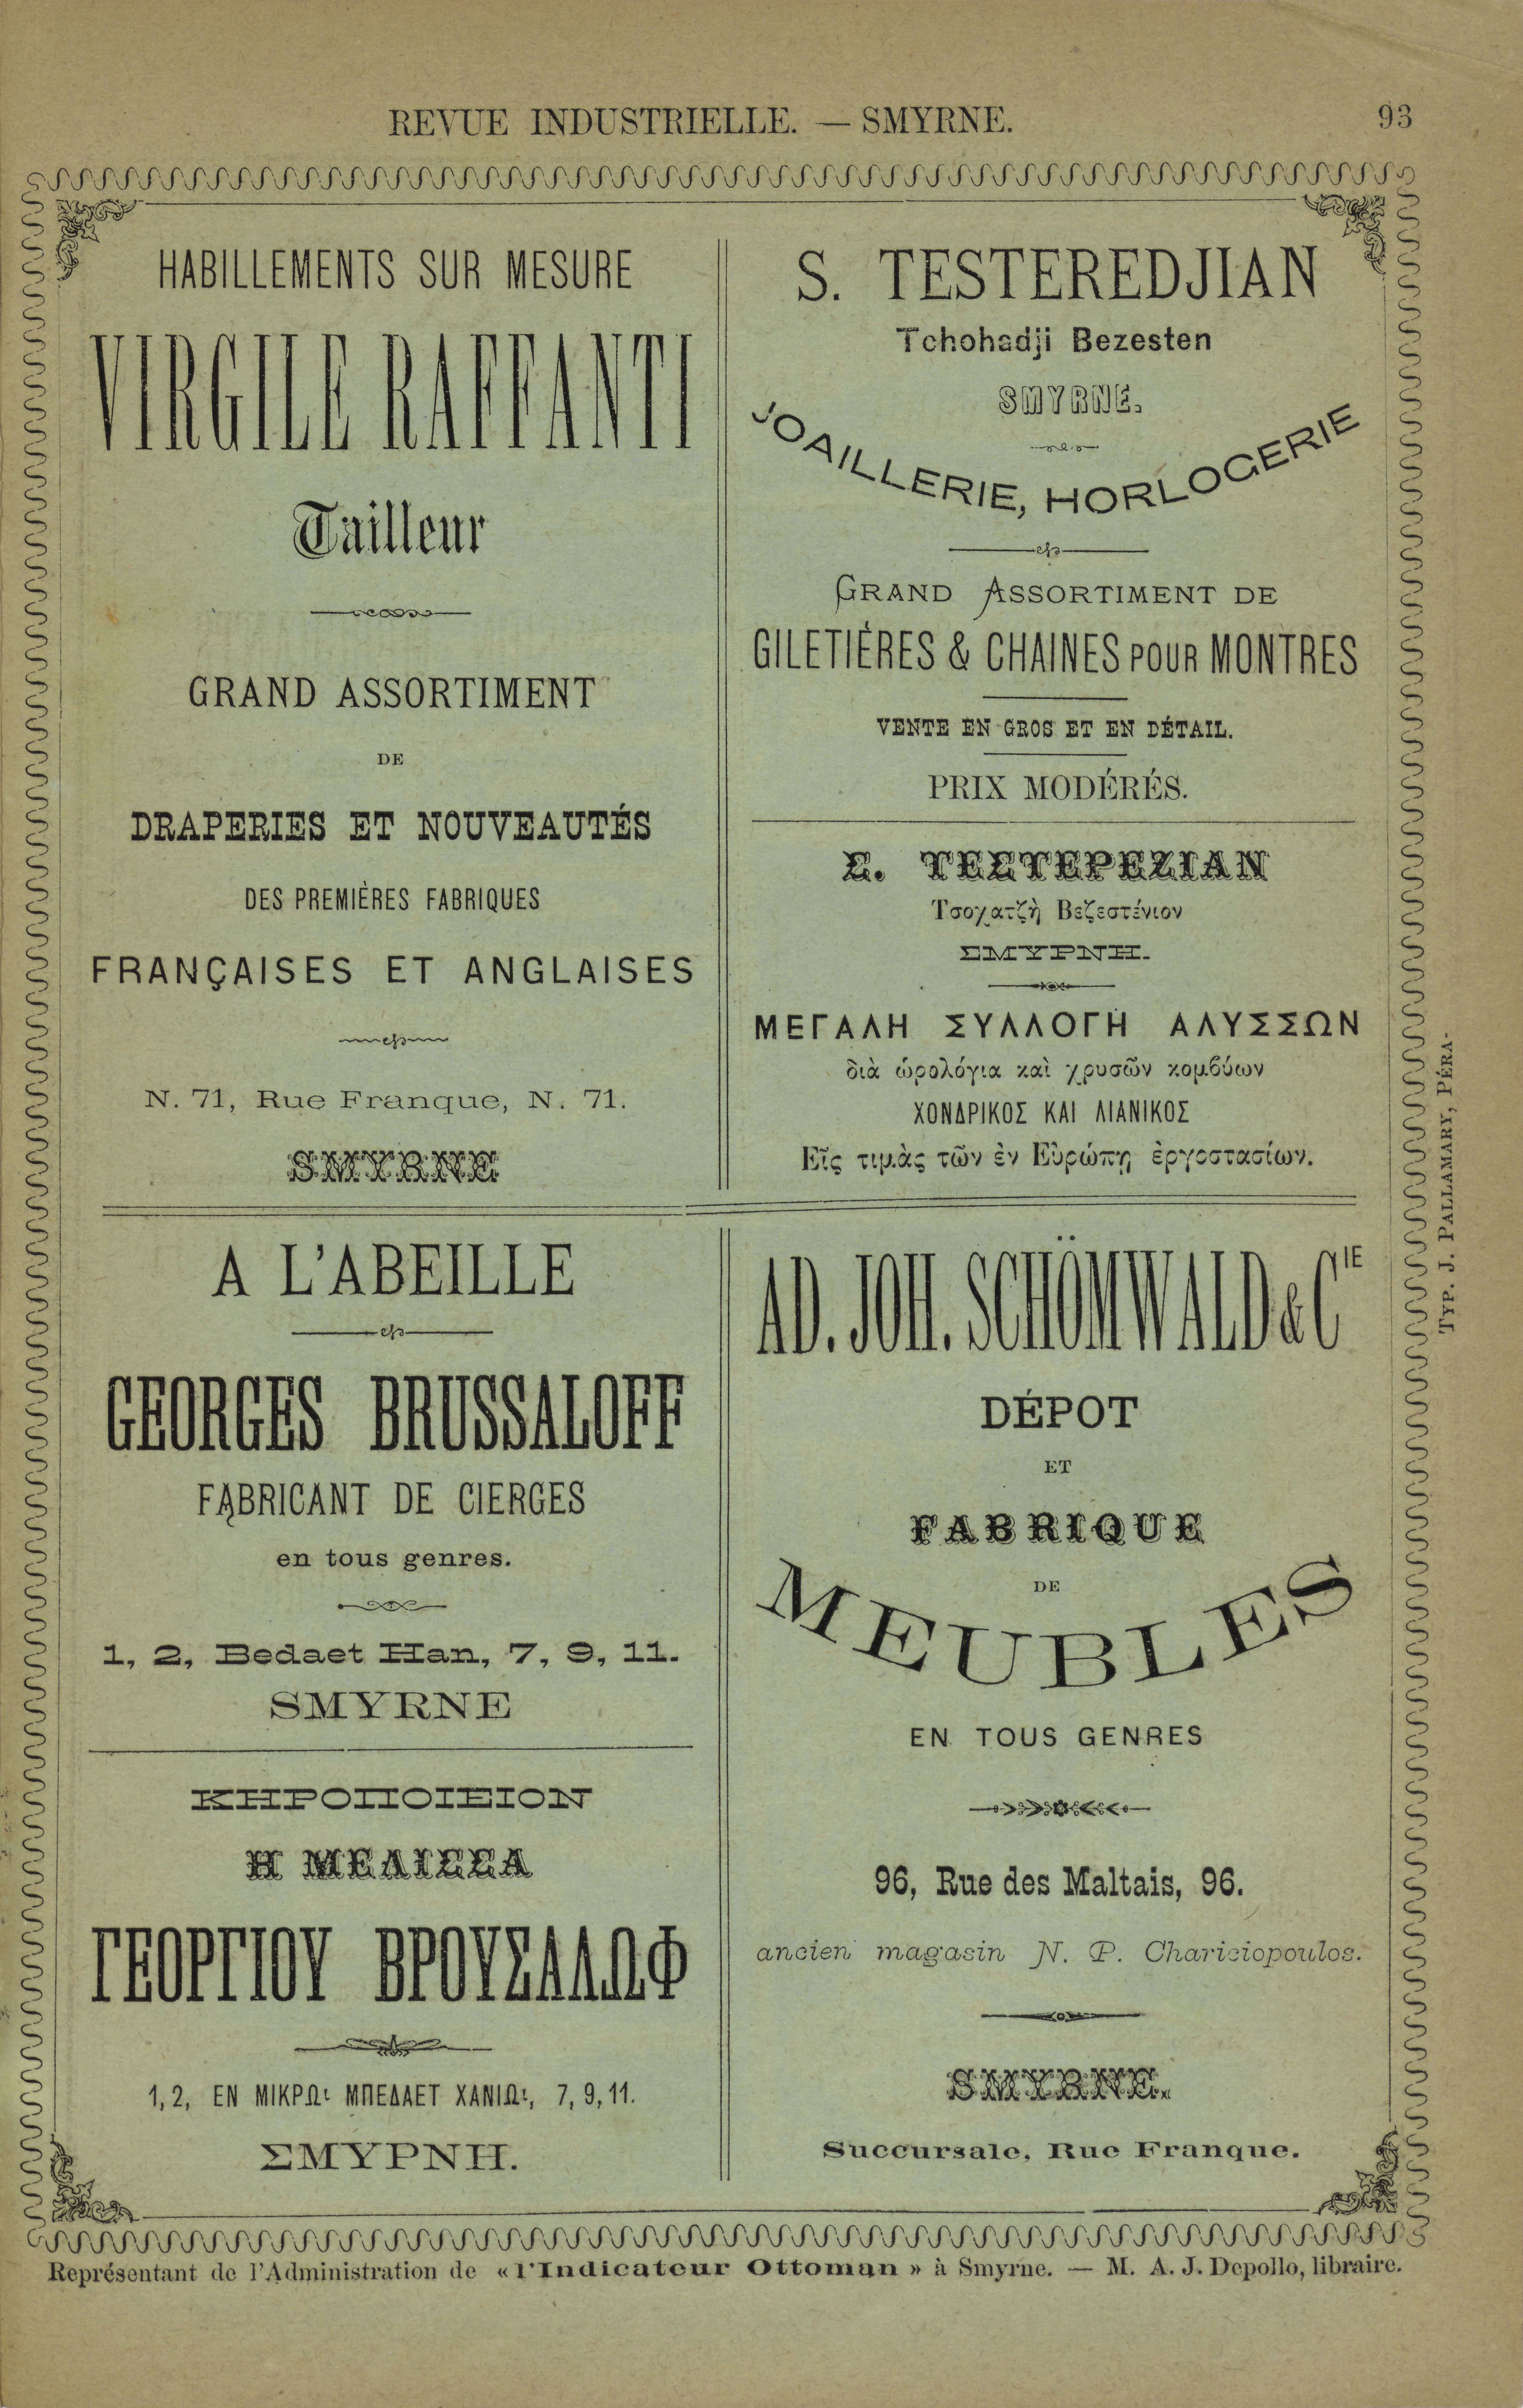 REVUE INDUSTRIELLE. — SMYRNE.
93
HABILLEMENTS SUR MESURE
VIRGILE RAFFANTI
Tailleur
GRAND ASSORTIMENT
DE
DRAPERIES ET NOUVEAUTÉS
DES PREMIÈRES FABRIQUES
FRANÇAISES ET ANGLAISES
N. 71, Rue Franque, N. 71.
SMYRNE
S. TESTEREDJIAN
Tchohadji Bezesten
SMYRNE.
JOAILLERIE, HORLOGERIE
GRAND ASSORTIMENT DE
GILETIÉRES & CHAINES POUR MONTRES
VENTE EN GROS ET EN DÉTAIL.
PRIX MODÉRÉS.
Σ. ΤΕΣΤΕΡΕΖΙΑΝ
Τσοχατζὴ Βεζεστένιον
ΣΜΥΡΝΗ.
ΜΕΓΑΛΗ ΣΥΛΛΟΓΗ ΑΛΥΣΣΩΝ
διὰ ὡρολόγια καὶ χρυσῶν κομβύων
ΧΟΝΔΡΙΚΟΣ ΚΑΙ ΛΙΑΝΙΚΟΣ
Εἴς τιμὰς τῶν ἐν Εὐρώπῃ ἐργοστασίων.
A L'ABEILLE
GEORGES BRUSSALOFF
FABRICANT DE CIERGES
en tous genres.
1, 2, Bedaet Han, 7, 9, 11.
SMYRNE
ΚΗΡΟΠΟΙΕΙΟΝ
Η ΜΕΛΙΣΣΑ
ΓΕΟΡΓΙΟΥ ΒΡΟΥΣΑΛΩΦ
1, 2, ΕΝ ΜΙΚΡΩι ΜΠΕΔΑΕΤ ΧΑΝΙΩι, 7, 9, 11.
ΣΜΥΡΝΗ.
AD. JOH. SCHÖMWALD & CIE
DÉPOT
ET
FABRIQUE
DE
MEUBLES
EN TOUS GENRES
96, Rue des Maltais, 96.
ancien magasin N. P. Chariciopoulos.
SMYRNE.
Succursale, Rue Franque.
TYP. J. PALLAMARY, PÉRA-
Représentant de l'Administration de « l'Indicateur Ottoman » à Smyrne. — M. A. J. Depollo, libraire.